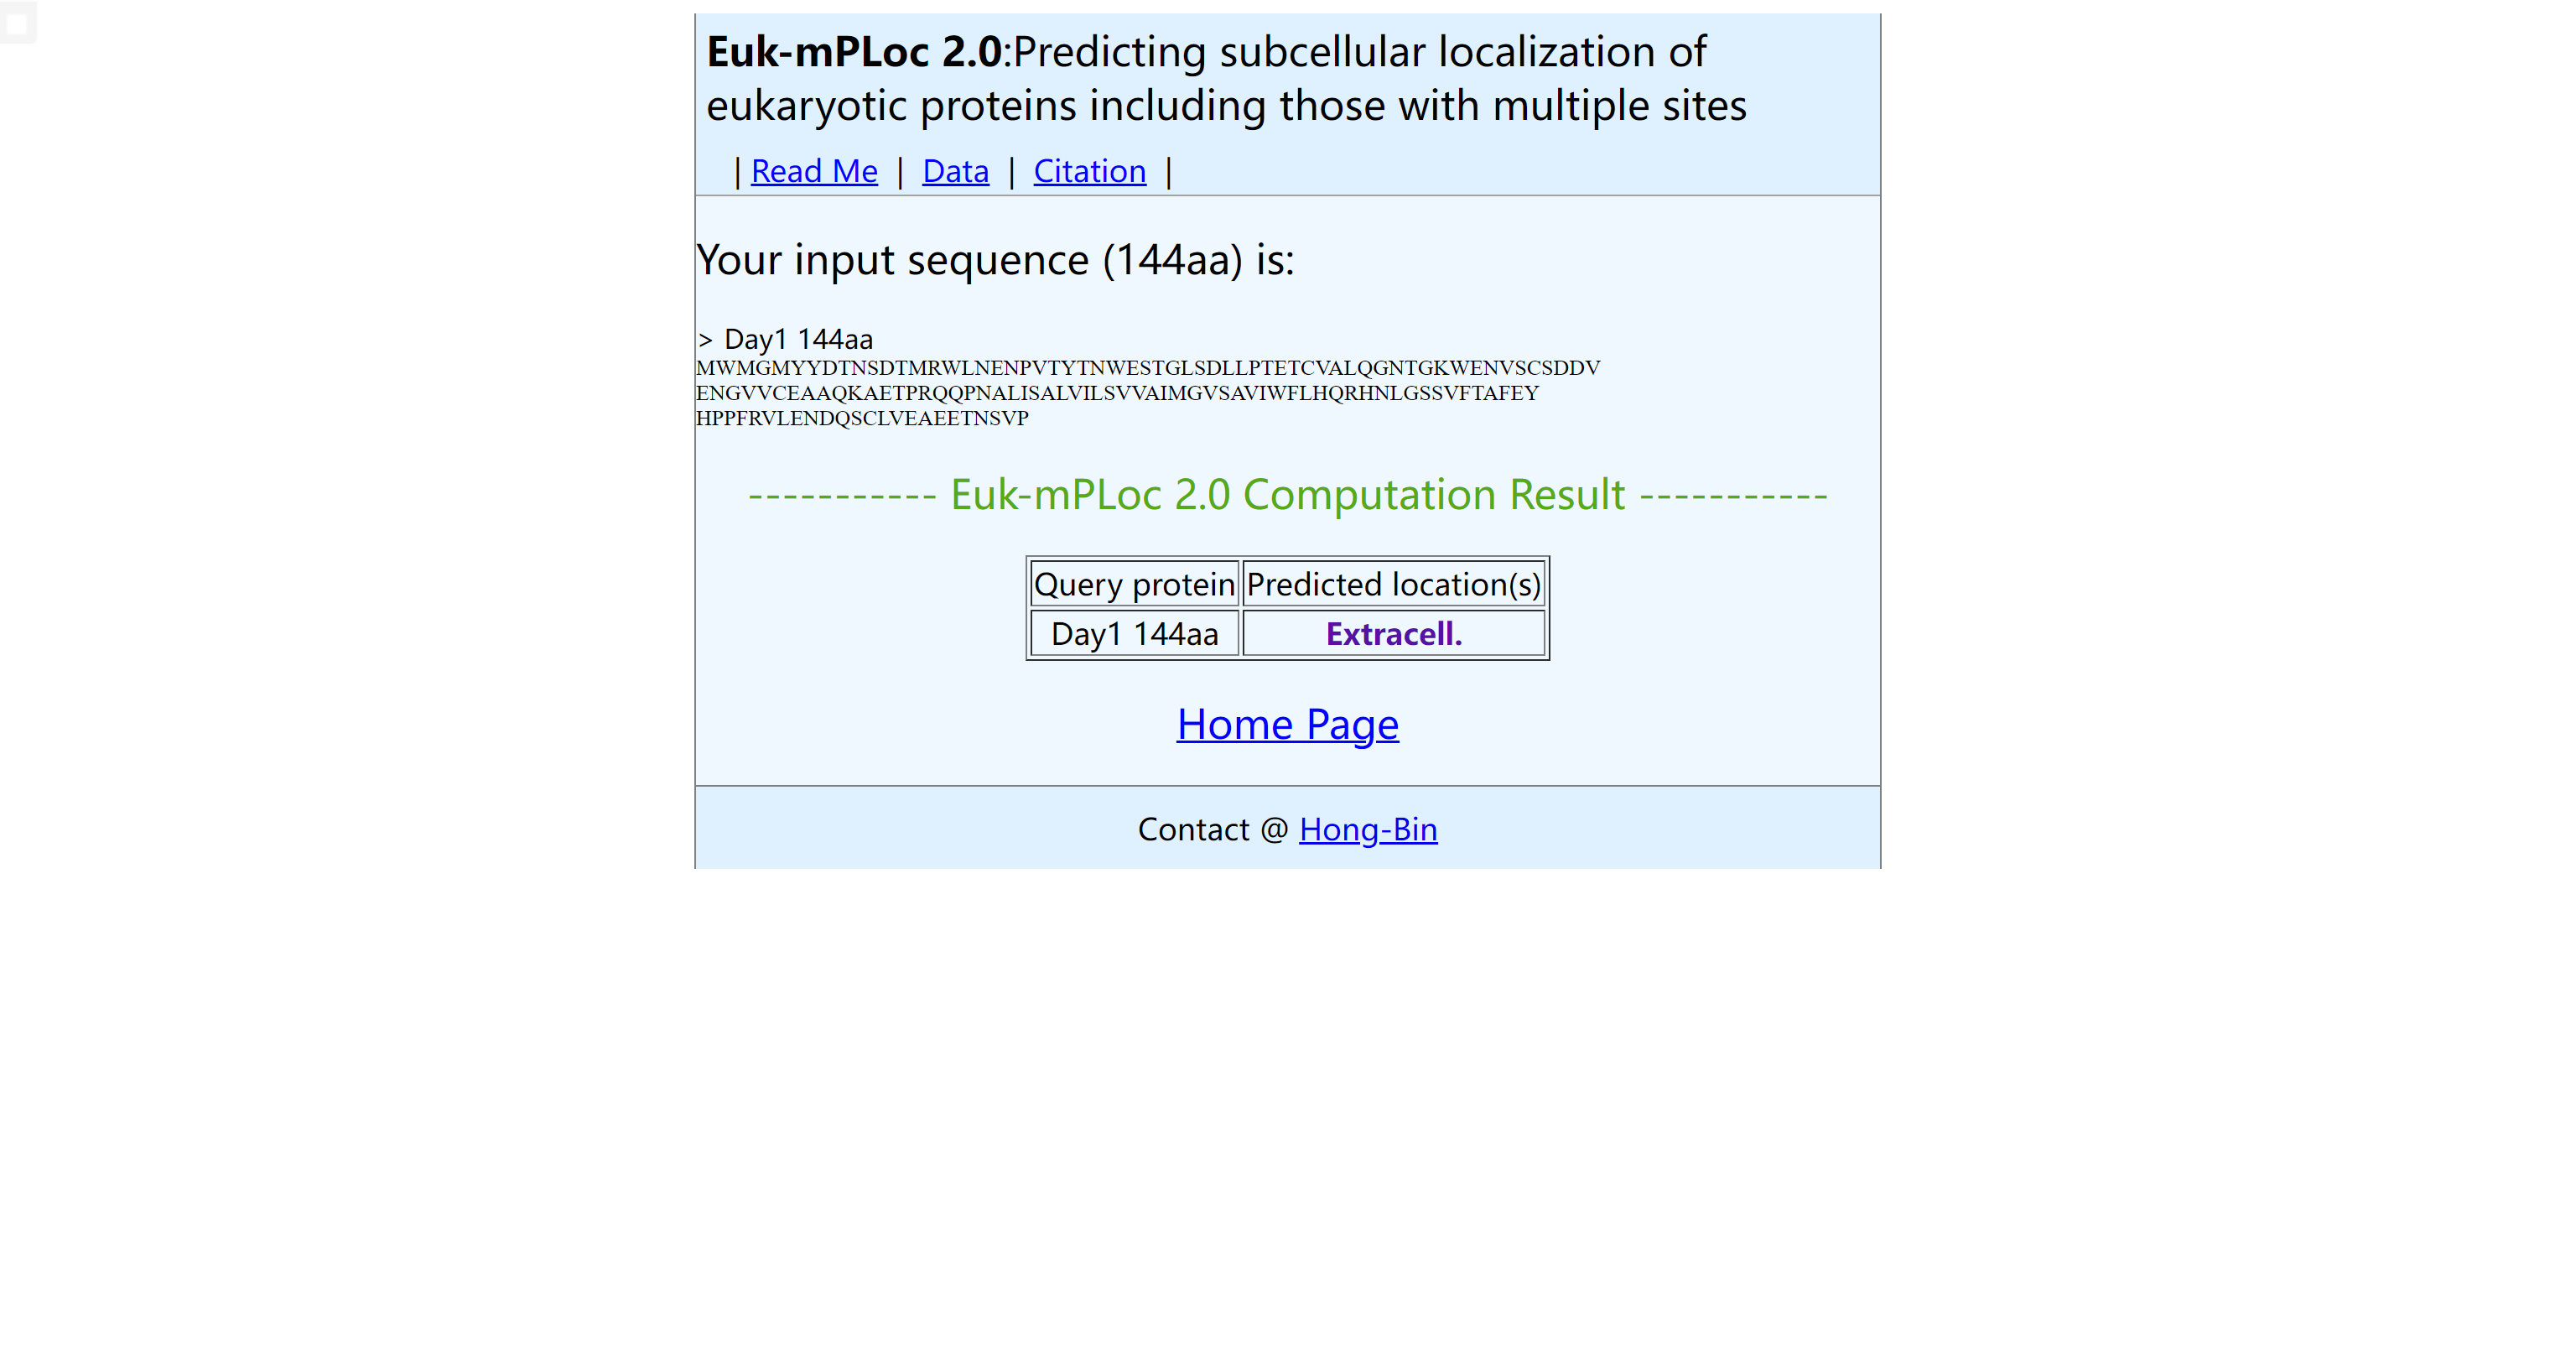 Euk-mPLoc 2.0:Predicting subcellular localization of
eukaryotic proteins including those with multiple sites
| Read Me | Data | Citation |
Your input sequence (144aa) is:
> Day1 144aa
MWMGMYYDTNSDTMRWLNENPVTYTNWESTGLSDLLPTETCVALQGNTGKWENVSCSDDV
ENGVVCEAAQKAETPRQQPNALISALVILSVVAIMGVSAVIWFLHQRHNLGSSVFTAFEY
HPPFRVLENDQSCLVEAEETNSVP
----------- Euk-mPLoc 2.0 Computation Result -----------
Query protein Predicted location(s)
Day1 144aa Extracell.
Home Page
Contact @ Hong-Bin